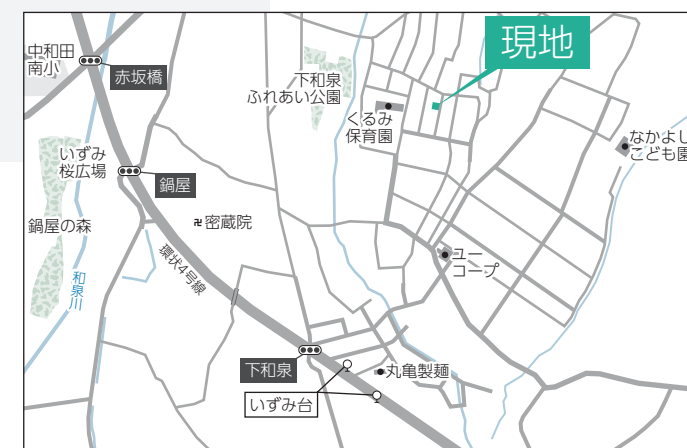 現地
中和田
南小
赤坂橋
下和泉
ふれあい公園
くるみ
保育園
なかよし
こども園
いずみ
桜広場
鍋屋
鍋屋の森
卍密蔵院
環状4号線
和泉川
ユー
コープ
下和泉
丸亀製麺
いずみ台